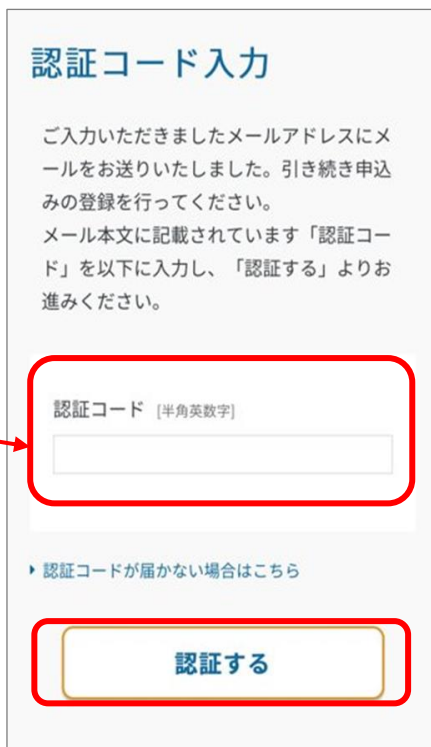 認証コード入力
ご入力いただきましたメールアドレスにメ
ールをお送りいたしました。引き続き申込
みの登録を行ってください。
メール本文に記載されています「認証コー
ド」を以下に入力し、「認証する」よりお
進みください。
認証コード [半角英数字]
認証コードが届かない場合はこちら
認証する